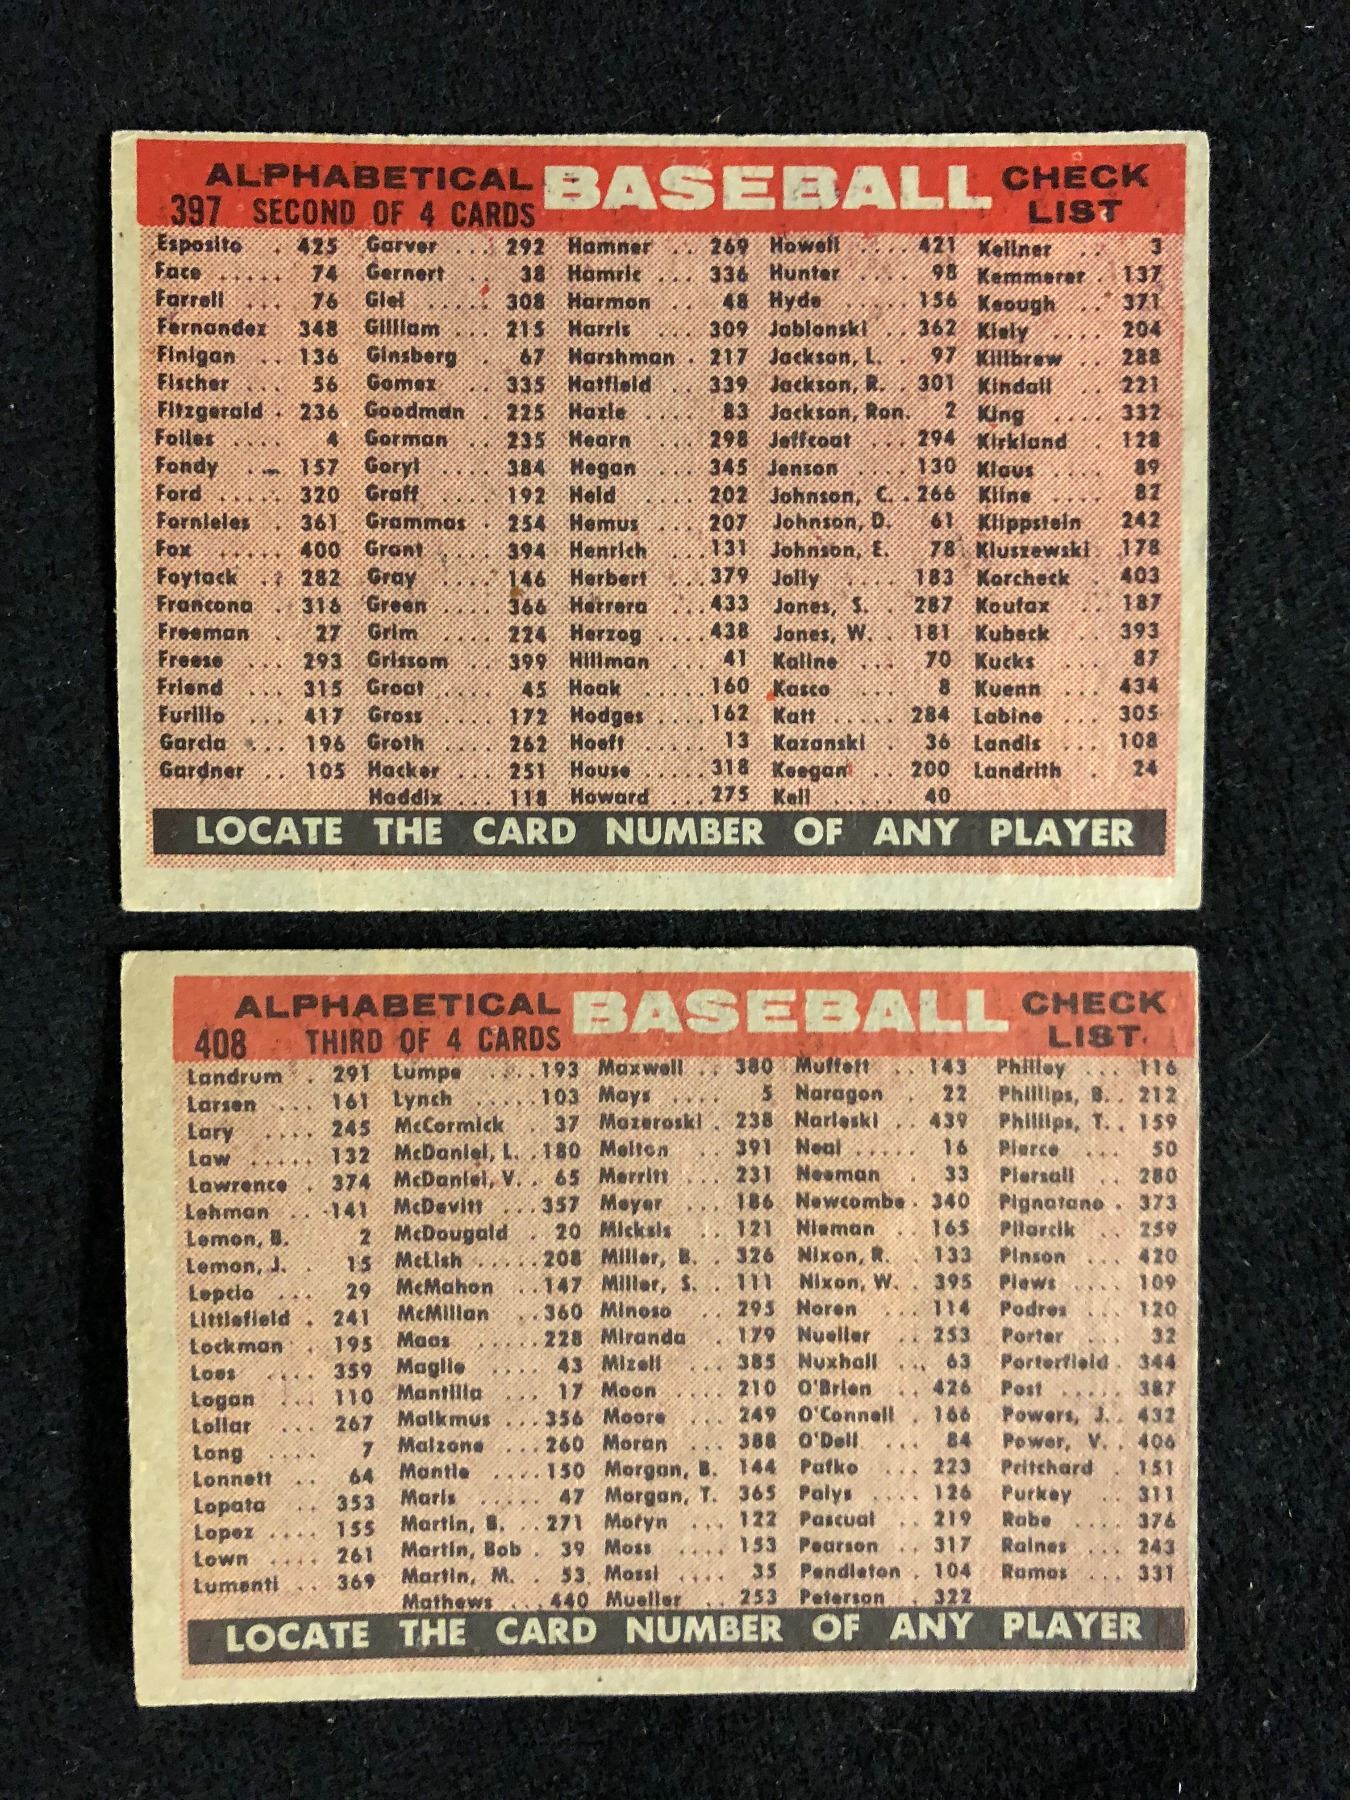 ALPHABETICAL BASEBALL CHECK LIST
397 SECOND OF 4 CARDS
Esposito . 425
Face ..... 74
Farrell ... 76
Fernandez 348
Finigan .. 136
Fischer ... 56
Fitzgerald . 236
Foiles .... 4
Fondy .. 157
Ford ..... 320
Fornieles . 361
Fox ..... 400
Foytack .. 282
Francona . 316
Freeman . 27
Freese ... 293
Friend ... 315
Furillo ... 417
Garcia ... 196
Gardner .. 105
Garver ... 292
Gernert .. 38
Giel .... 308
Gilliam ... 215
Ginsberg . 67
Gomez .. 335
Goodman . 225
Gorman .. 235
Goryl .... 384
Graff .... 192
Grammas . 254
Grant .... 394
Gray .... 146
Green .... 366
Grim .... 224
Grissom .. 399
Groat .... 45
Gross .... 172
Groth .... 262
Hacker ... 251
Haddix ... 118
Hamner .. 269
Hamric ... 336
Harmon .. 48
Harris ... 309
Harshman . 217
Hatfield .. 339
Hazle .... 83
Hearn ... 298
Hegan ... 345
Held .... 202
Hemus ... 207
Henrich ... 131
Herbert ... 379
Herrera ... 433
Herzog .... 438
Hillman ... 41
Hoak ..... 160
Hodges .... 162
Hoeft .... 13
House ..... 318
Howard ... 275
Howell .. 421
Hunter ... 98
Hyde .... 156
Jablonski .. 362
Jackson, L. . 97
Jackson, R. . 301
Jackson, Ron. 2
Jeffcoat ... 294
Jenson ... 130
Johnson, C. . 266
Johnson, D. 61
Johnson, E. 78
Jolly .... 183
Jones, S. 287
Jones, W. . 181
Kaline ... 70
Kasco ... 8
Katt ..... 284
Kazanski . 36
Keegan .. 200
Kell ..... 40
Kellner .. 3
Kemmerer . 137
Keough .. 371
Kiely .... 204
Killbrew .. 288
Kindall .. 221
King .... 332
Kirkland . 128
Klaus ... 89
Kline .... 82
Klippstein 242
Kluszewski 178
Korcheck . 403
Koufax .. 187
Kubeck .. 393
Kucks ... 87
Kuenn ... 434
Labine ... 305
Landis ... 108
Landrith . 24
LOCATE THE CARD NUMBER OF ANY PLAYER
ALPHABETICAL BASEBALL CHECK LIST
408 THIRD OF 4 CARDS
Landrum . 291
Larsen ... 161
Lary .... 245
Law ..... 132
Lawrence . 374
Lehman .. 141
Lemon, B. 2
Lemon, J. 15
Lepcio .. 29
Littlefield . 241
Lockman . 195
Loes .... 359
Logan ... 110
Lollar ... 267
Long .... 7
Lonnett .. 64
Lopata .. 353
Lopez .... 155
Lown .... 261
Lumenti .. 369
Lumpe .... 193
Lynch ..... 103
McCormick . 37
McDaniel, L. . 180
McDaniel, V. . 65
McDevitt ... 357
McDougald . 20
McLish ..... 208
McMahon .. 147
McMillan .. 360
Maas ..... 228
Maglie .... 43
Mantilla ... 17
Malkmus ... 356
Malzone ... 260
Mantle .... 150
Maris ..... 47
Martin, B. .. 271
Martin, Bob . 39
Martin, M. . 53
Mathews ... 440
Maxwell .. 380
Mays .... 5
Mazeroski . 238
Melton ... 391
Merritt ... 231
Meyer ... 186
Micksis .. 121
Miller, B. . 326
Miller, S. . 111
Minoso .. 295
Miranda . 179
Mizell ... 385
Moon .... 210
Moore ... 249
Moran ... 388
Morgan, B. 144
Morgan, T. 365
Motyn ... 122
Moss .... 153
Mossi .... 35
Mueller .. 253
Muffett .. 143
Naragon . 22
Narleski .. 439
Neal ..... 16
Neeman . 33
Newcombe . 340
Nieman .. 165
Nixon, R. . 133
Nixon, W. . 395
Noren ... 114
Nueller .. 253
Nuxhall .. 63
O'Brien .. 426
O'Connell . 166
O'Dell ... 84
Pafko ... 223
Palys .... 126
Pascual .. 219
Pearson .. 317
Pendleton . 104
Peterson . 322
Philley ... 116
Phillips, B. . 212
Phillips, T. . 159
Pierce ... 50
Piersall .. 280
Pignatano . 373
Pilarcik .. 259
Pinson ... 420
Plews .... 109
Podres ... 120
Porter ... 32
Porterfield . 344
Post ..... 387
Powers, J. . 432
Power, V. . 406
Pritchard . 151
Purkey .. 311
Rabe .... 376
Raines ... 243
Ramos ... 331
LOCATE THE CARD NUMBER OF ANY PLAYER